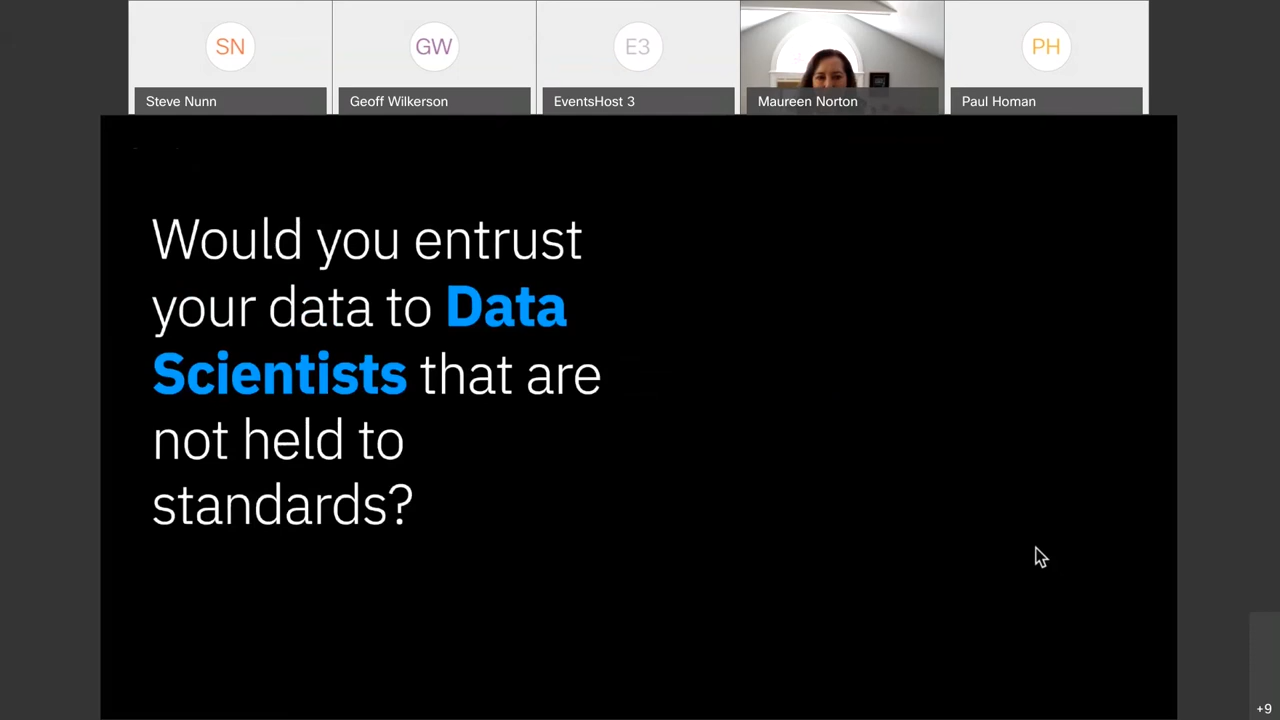 SN
GW
E3
PH
Steve Nunn
Geoff Wilkerson
EventsHost 3
Maureen Norton
Paul Homan
Would you entrust
your data to Data
Scientists that are
not held to
standards?
+9